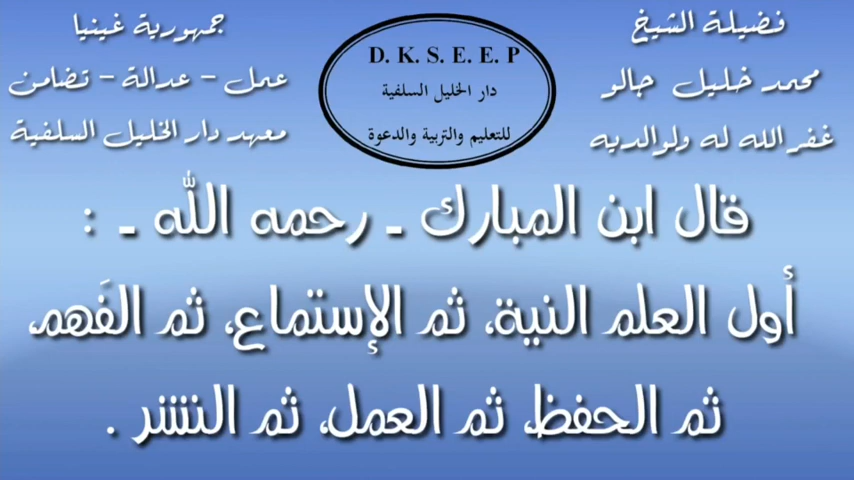 فضيلة الشيخ
محمد خليل جالو
غفر الله له ولوالديه
D. K. S. E. E. P
دار الخليل السلفية
للتعليم والتربية والدعوة
جمهورية غينيا
عمل - عدالة - تضامن
معهد دار الخليل السلفية
قال ابن المبارك ـ رحمه الله ـ :
أول العلم النية، ثم الإستماع، ثم الفَهم،
ثم الحفظ، ثم العمل، ثم النشر .